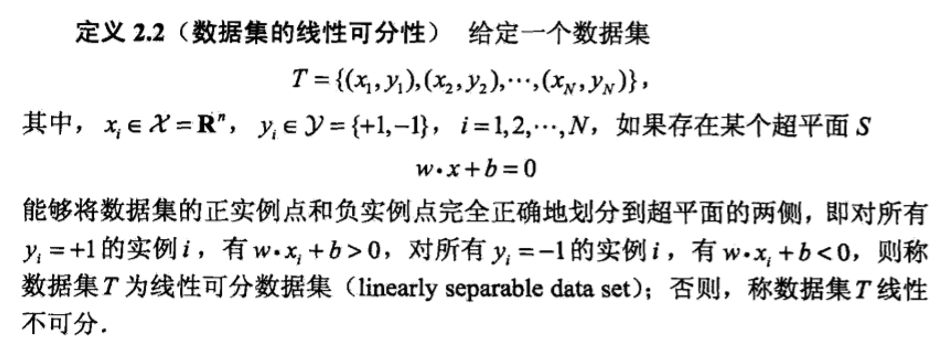 定义 2.2（数据集的线性可分性） 给定一个数据集
T = {(x₁, y₁), (x₂, y₂), ⋯, (x_N, y_N)},
其中，x_i ∈ 𝒳 = Rⁿ，y_i ∈ 𝒴 = {+1, −1}，i = 1, 2, ⋯, N，如果存在某个超平面 S
w · x + b = 0
能够将数据集的正实例点和负实例点完全正确地划分到超平面的两侧，即对所有
y_i = +1 的实例 i，有 w · x_i + b > 0，对所有 y_i = −1 的实例 i，有 w · x_i + b < 0，则称
数据集 T 为线性可分数据集（linearly separable data set）；否则，称数据集 T 线性
不可分．